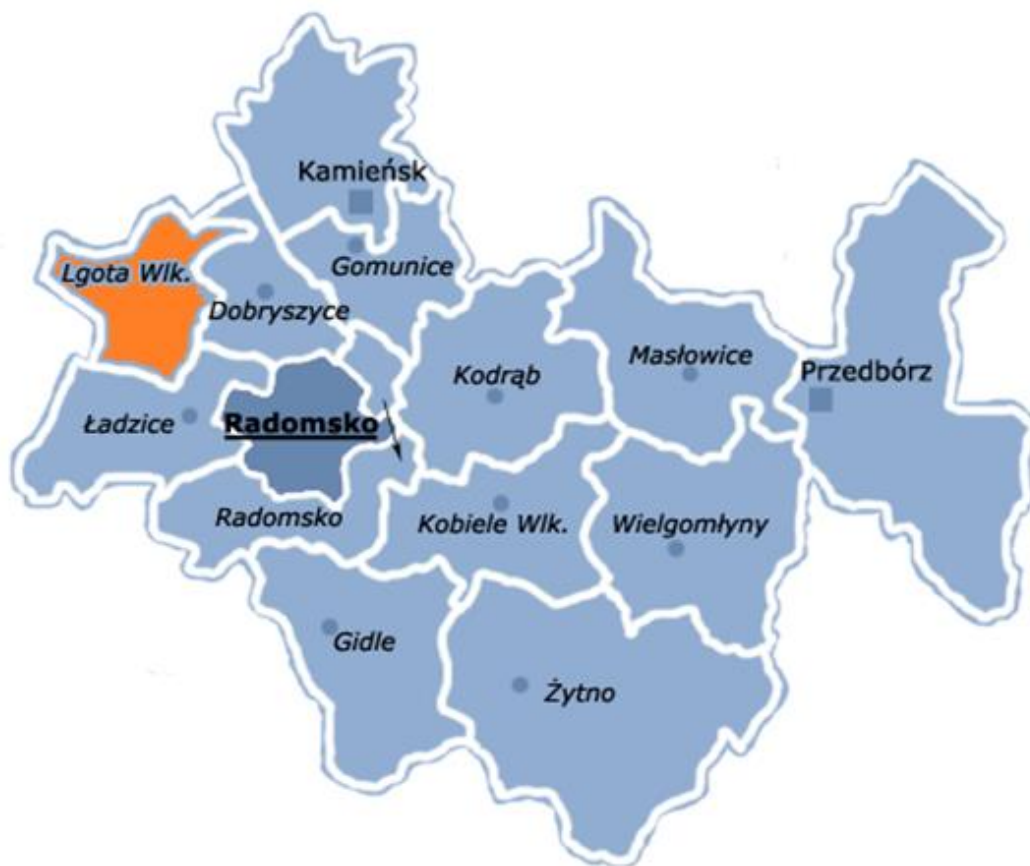 Kamieńsk
Lgota Wlk.
Gomunice
Dobryszyce
Masłowice
Kodrąb
Przedbórz
Ładzice
Radomsko
Radomsko
Kobiele Wlk.
Wielgomłyny
Gidle
Żytno